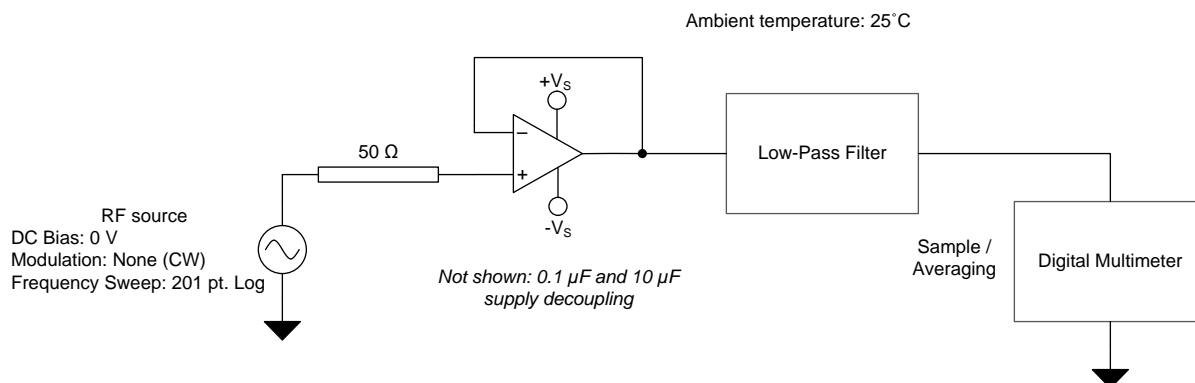 Ambient temperature: 25˚C
+VS
50 Ω
−
+
-VS
Low-Pass Filter
RF source
DC Bias: 0 V
Modulation: None (CW)
Frequency Sweep: 201 pt. Log
Not shown: 0.1 µF and 10 µF
supply decoupling
Sample /
Averaging
Digital Multimeter